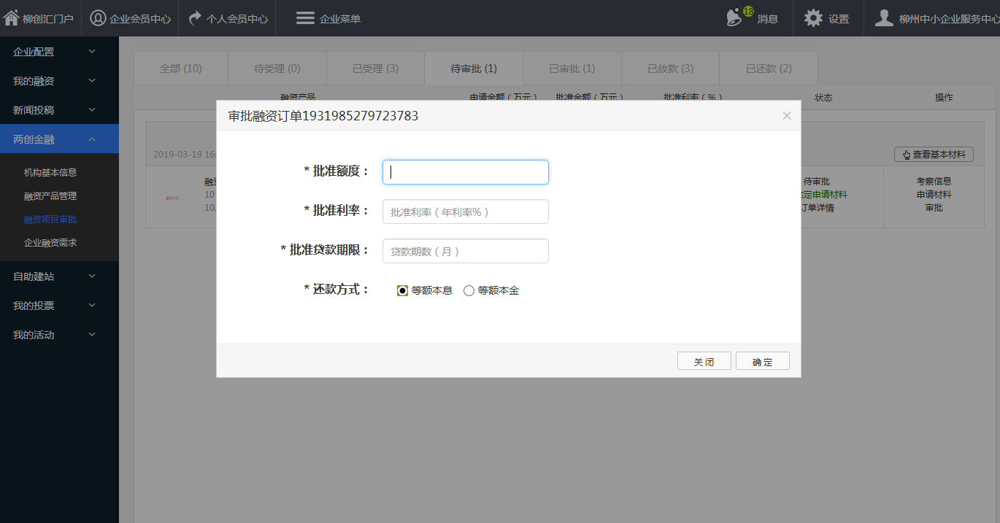 柳创汇门户 企业会员中心 个人会员中心 企业菜单 18 消息 设置 柳州中小企业服务中心
企业配置
我的融资
新闻投稿
两创金融
机构基本信息
融资产品管理
融资项目审批
企业融资需求
自助建站
我的投票
我的活动
全部 (10) 待受理 (0) 已受理 (3) 待审批 (1) 已审批 (1) 已放款 (3) 已还款 (2)
融资产品 申请金额（万元） 批准金额（万元） 批准利率（%） 状态 操作
2019-03-19 16: 查看基本材料
融资
10
10.
待审批
定申请材料
订单详情
考察信息
申请材料
审批
审批融资订单1931985279723783 ×
* 批准额度：
* 批准利率： 批准利率（年利率%）
* 批准贷款期限： 贷款期数（月）
* 还款方式： 等额本息 等额本金
关闭 确定